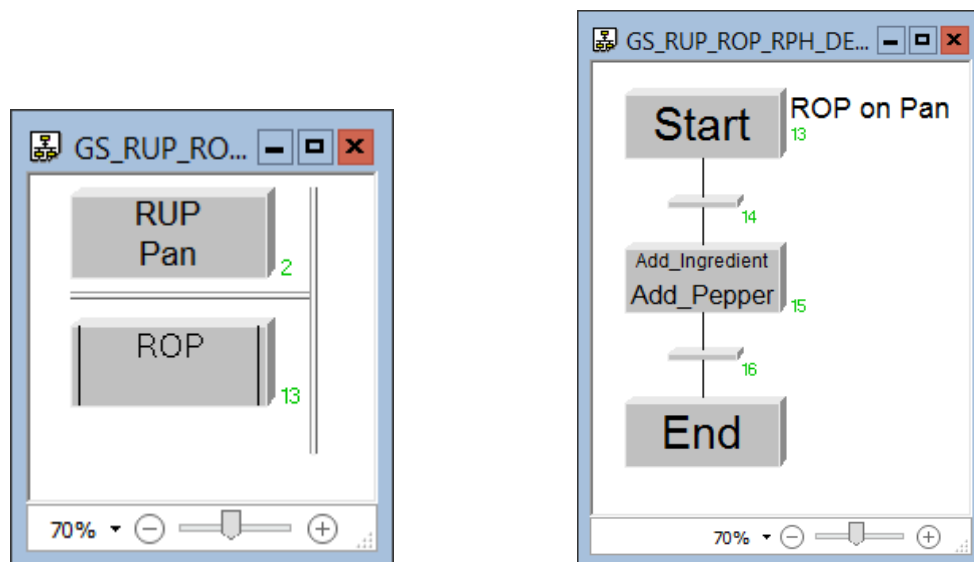 GS_RUP_RO...
RUP
Pan
2
ROP
13
70%
GS_RUP_ROP_RPH_DE...
Start
ROP on Pan
13
14
Add_Ingredient
Add_Pepper
15
16
End
70%